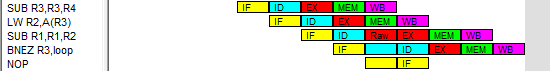 SUB R3,R3,R4 IF ID EX MEM WB
LW R2,A(R3) IF ID EX MEM WB
SUB R1,R1,R2 IF ID Raw EX MEM WB
BNEZ R3,loop IF ID EX MEM WB
NOP IF